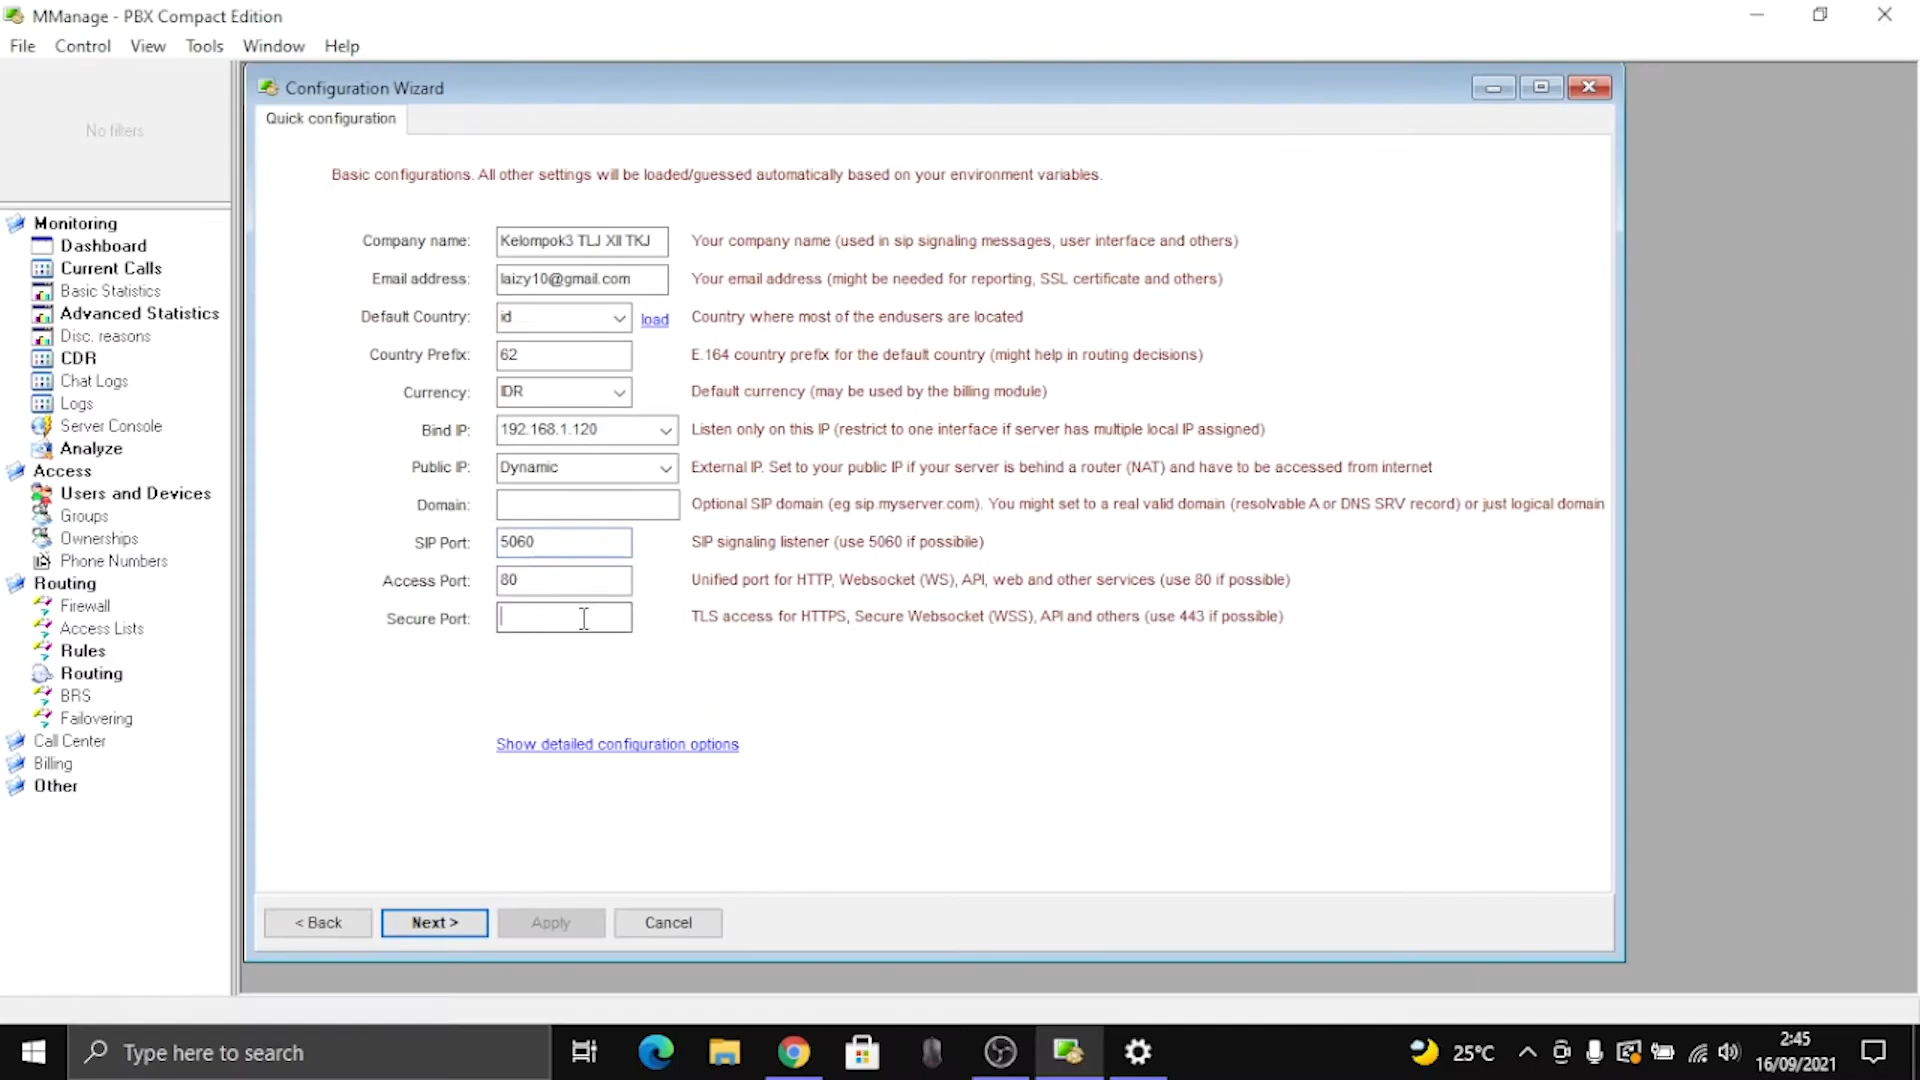 MManage - PBX Compact Edition
File Control View Tools Window Help
No filters
Monitoring
Dashboard
Current Calls
Basic Statistics
Advanced Statistics
Disc. reasons
CDR
Chat Logs
Logs
Server Console
Analyze
Access
Users and Devices
Groups
Ownerships
Phone Numbers
Routing
Firewall
Access Lists
Rules
Routing
BRS
Failovering
Call Center
Billing
Other
Configuration Wizard
Quick configuration
Basic configurations. All other settings will be loaded/guessed automatically based on your environment variables.
Company name: Kelompok3 TLJ XII TKJ Your company name (used in sip signaling messages, user interface and others)
Email address: laizy10@gmail.com Your email address (might be needed for reporting, SSL certificate and others)
Default Country: id load Country where most of the endusers are located
Country Prefix: 62 E.164 country prefix for the default country (might help in routing decisions)
Currency: IDR Default currency (may be used by the billing module)
Bind IP: 192.168.1.120 Listen only on this IP (restrict to one interface if server has multiple local IP assigned)
Public IP: Dynamic External IP. Set to your public IP if your server is behind a router (NAT) and have to be accessed from internet
Domain: Optional SIP domain (eg sip.myserver.com). You might set to a real valid domain (resolvable A or DNS SRV record) or just logical domain
SIP Port: 5060 SIP signaling listener (use 5060 if possibile)
Access Port: 80 Unified port for HTTP, Websocket (WS), API, web and other services (use 80 if possible)
Secure Port: TLS access for HTTPS, Secure Websocket (WSS), API and others (use 443 if possible)
Show detailed configuration options
< Back Next > Apply Cancel
Type here to search
25°C
2:45
16/09/2021